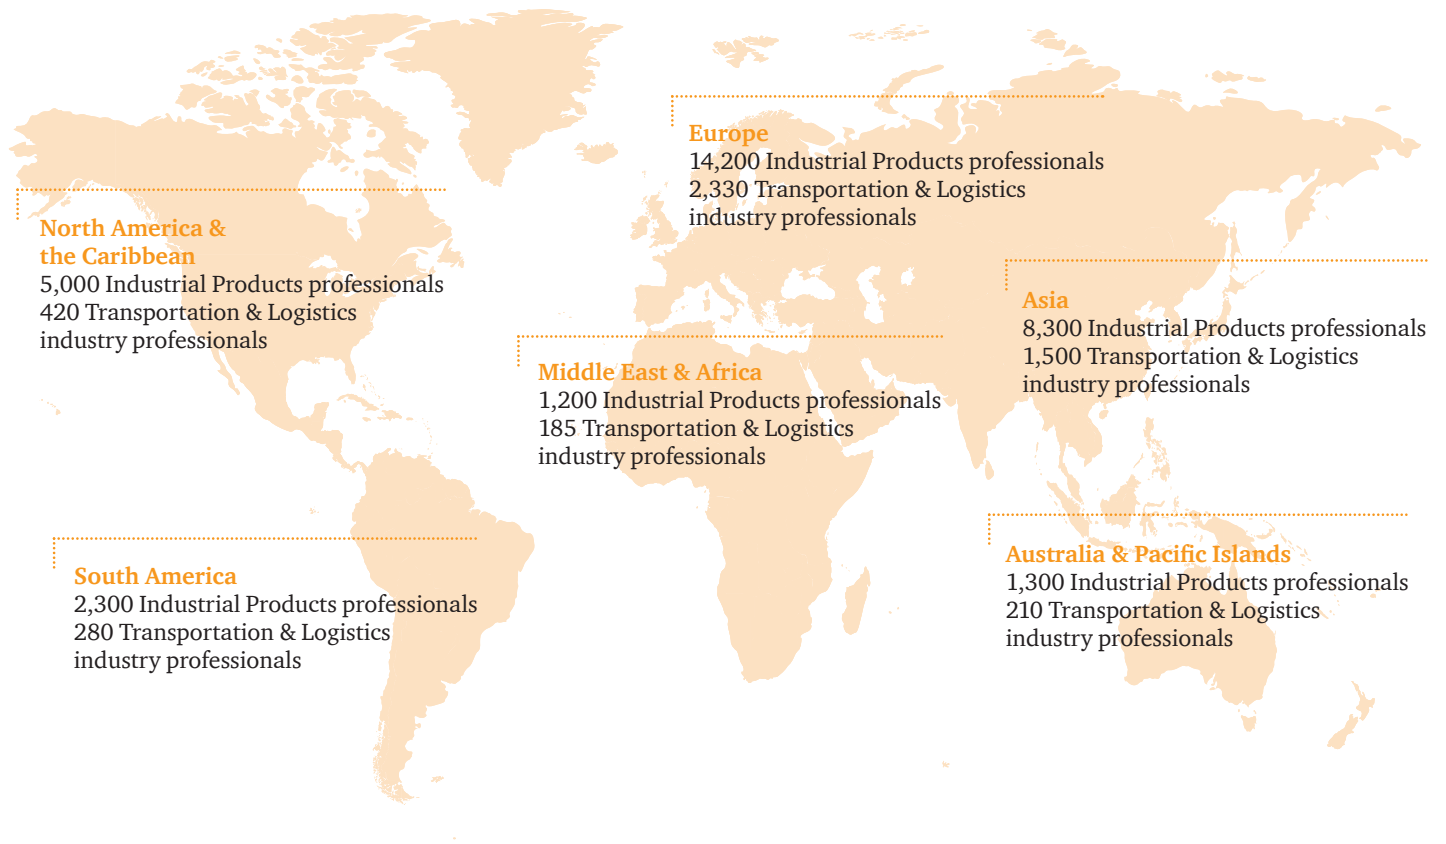 Europe
14,200 Industrial Products professionals
2,330 Transportation & Logistics
industry professionals
North America &
the Caribbean
5,000 Industrial Products professionals
420 Transportation & Logistics
industry professionals
Asia
8,300 Industrial Products professionals
1,500 Transportation & Logistics
industry professionals
Middle East & Africa
1,200 Industrial Products professionals
185 Transportation & Logistics
industry professionals
Australia & Pacific Islands
1,300 Industrial Products professionals
210 Transportation & Logistics
industry professionals
South America
2,300 Industrial Products professionals
280 Transportation & Logistics
industry professionals